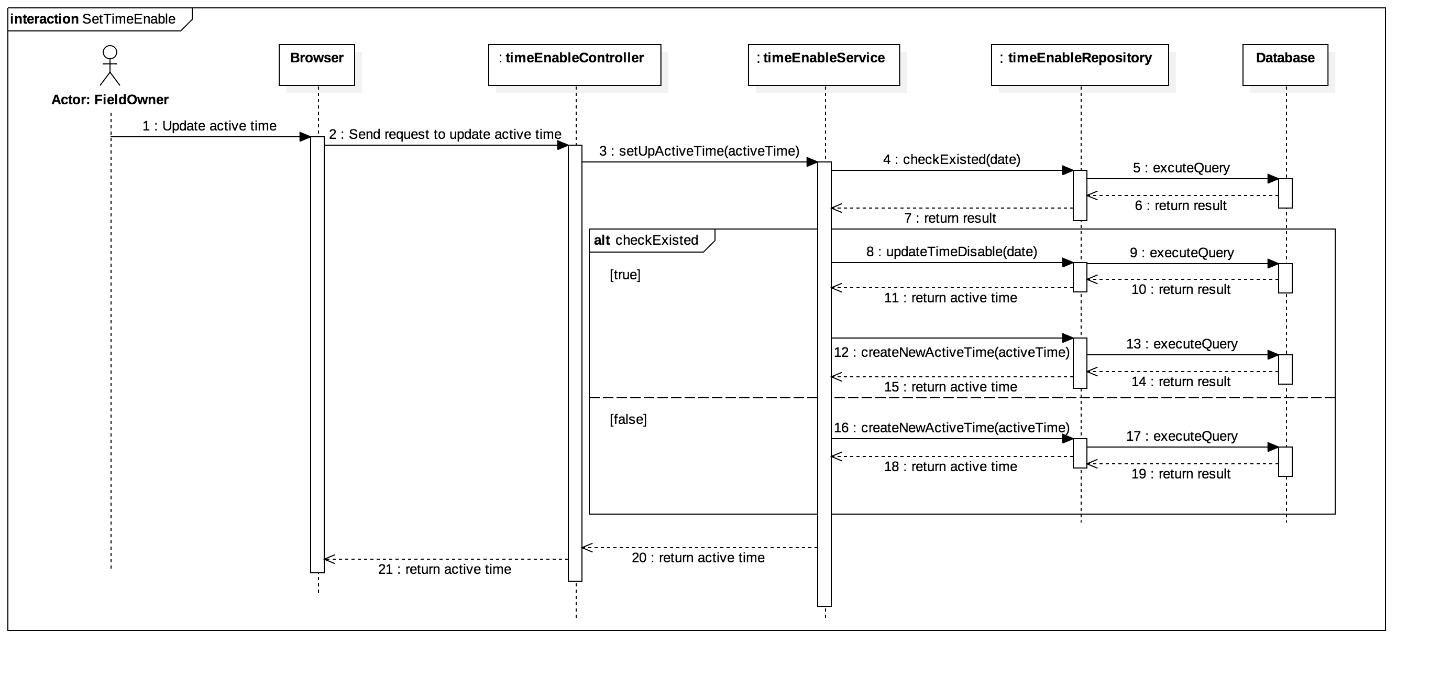 interaction SetTimeEnable
Browser
: timeEnableController
: timeEnableService
: timeEnableRepository
Database
Actor: FieldOwner
1 : Update active time
2 : Send request to update active time
3 : setUpActiveTime(activeTime)
4 : checkExisted(date)
5 : excuteQuery
6 : return result
7 : return result
alt checkExisted
[true]
8 : updateTimeDisable(date)
9 : executeQuery
10 : return result
11 : return active time
12 : createNewActiveTime(activeTime)
13 : executeQuery
14 : return result
15 : return active time
[false]
16 : createNewActiveTime(activeTime)
17 : executeQuery
18 : return active time
19 : return result
20 : return active time
21 : return active time